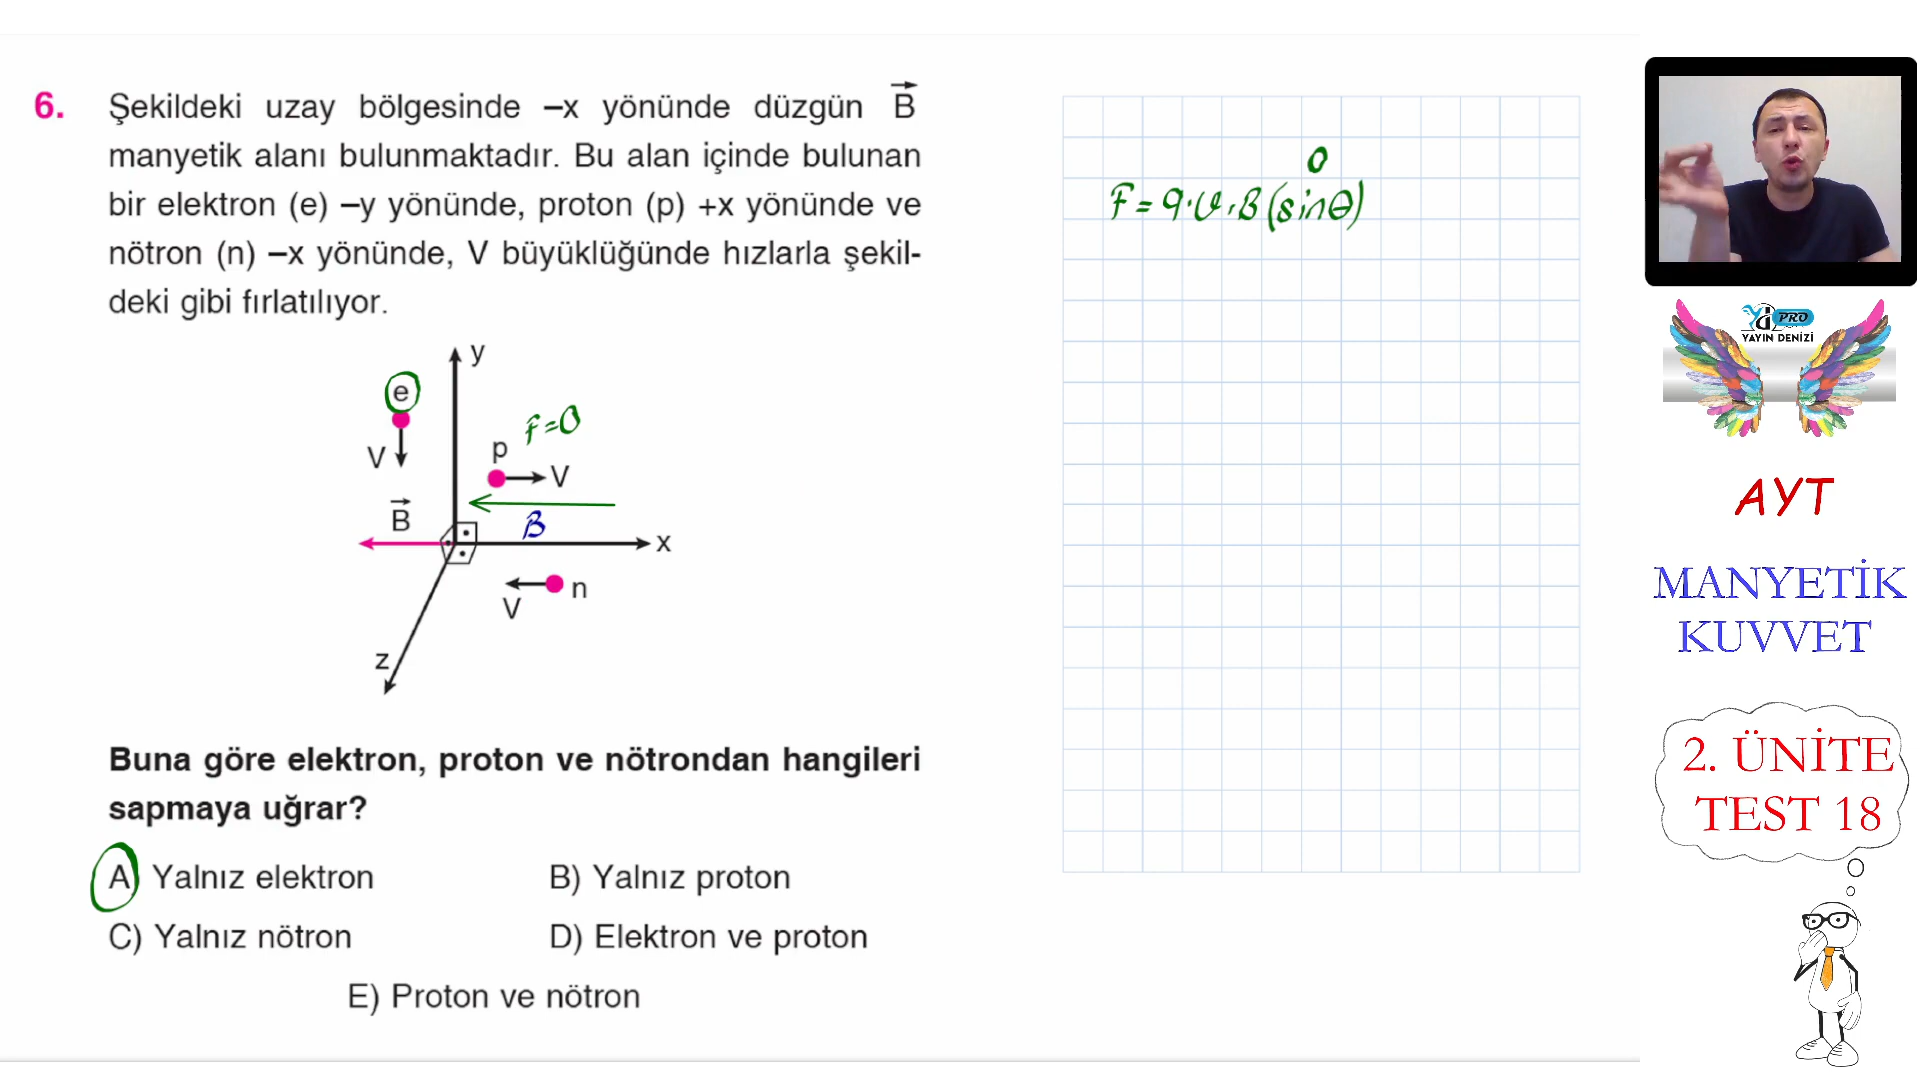 6. Şekildeki uzay bölgesinde –x yönünde düzgün B
manyetik alanı bulunmaktadır. Bu alan içinde bulunan
bir elektron (e) –y yönünde, proton (p) +x yönünde ve
nötron (n) –x yönünde, V büyüklüğünde hızlarla şekil-
deki gibi fırlatılıyor.
y
e
V
F=0
p
V
B
B
x
n
V
z
Buna göre elektron, proton ve nötrondan hangileri
sapmaya uğrar?
A) Yalnız elektron
B) Yalnız proton
C) Yalnız nötron
D) Elektron ve proton
E) Proton ve nötron
0
F=q.V.B(sinθ)
PRO
YAYIN DENİZİ
AYT
MANYETİK
KUVVET
2. ÜNİTE
TEST 18